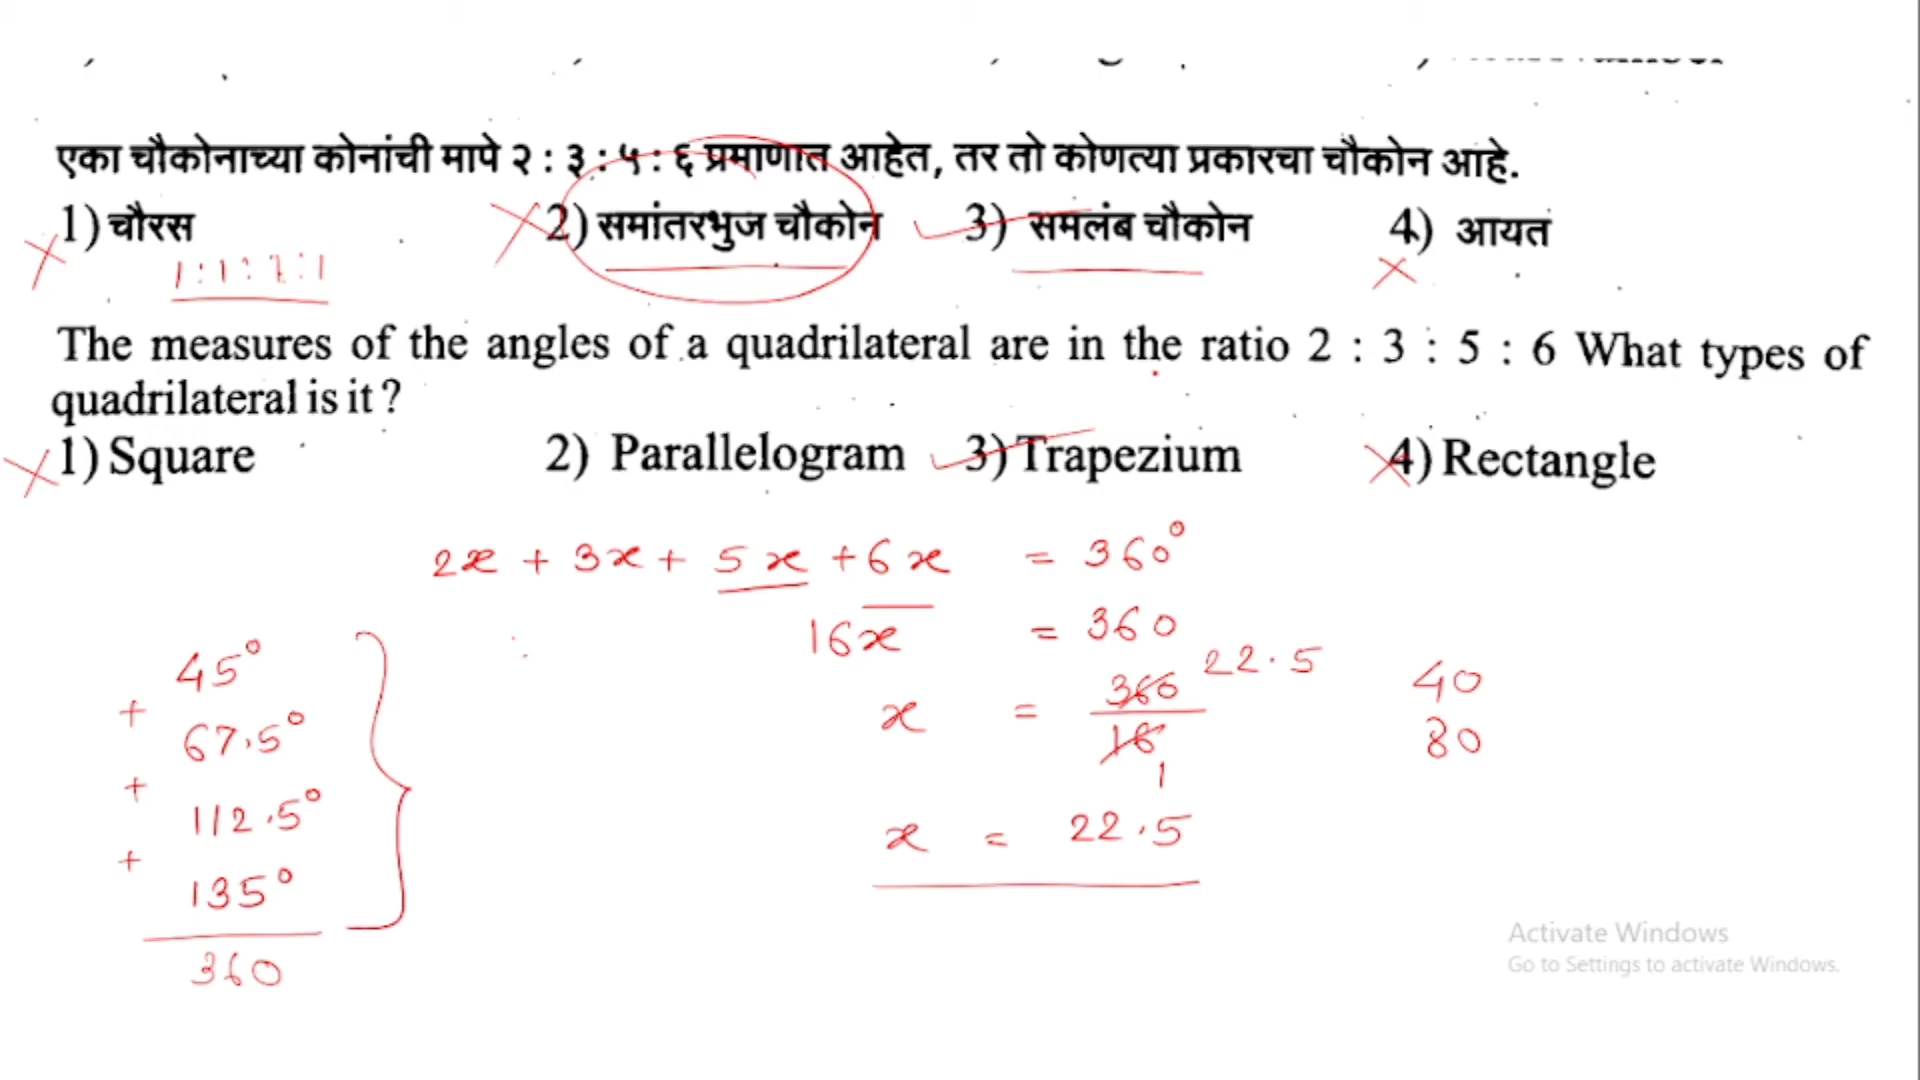 एका चौकोनाच्या कोनांची मापे २ : ३ : ५ : ६ प्रमाणात आहेत, तर तो कोणत्या प्रकारचा चौकोन आहे.
1) चौरस 2) समांतरभुज चौकोन 3) समलंब चौकोन 4) आयत
1 : 1 : 1 : 1
The measures of the angles of a quadrilateral are in the ratio 2 : 3 : 5 : 6 What types of
quadrilateral is it ?
1) Square 2) Parallelogram 3) Trapezium 4) Rectangle
2x + 3x + 5x + 6x = 360°
16x = 360
x = 360/16 22.5
1
x = 22.5
40
80
45°
+ 67.5°
+ 112.5°
+ 135°
360
Activate Windows
Go to Settings to activate Windows.